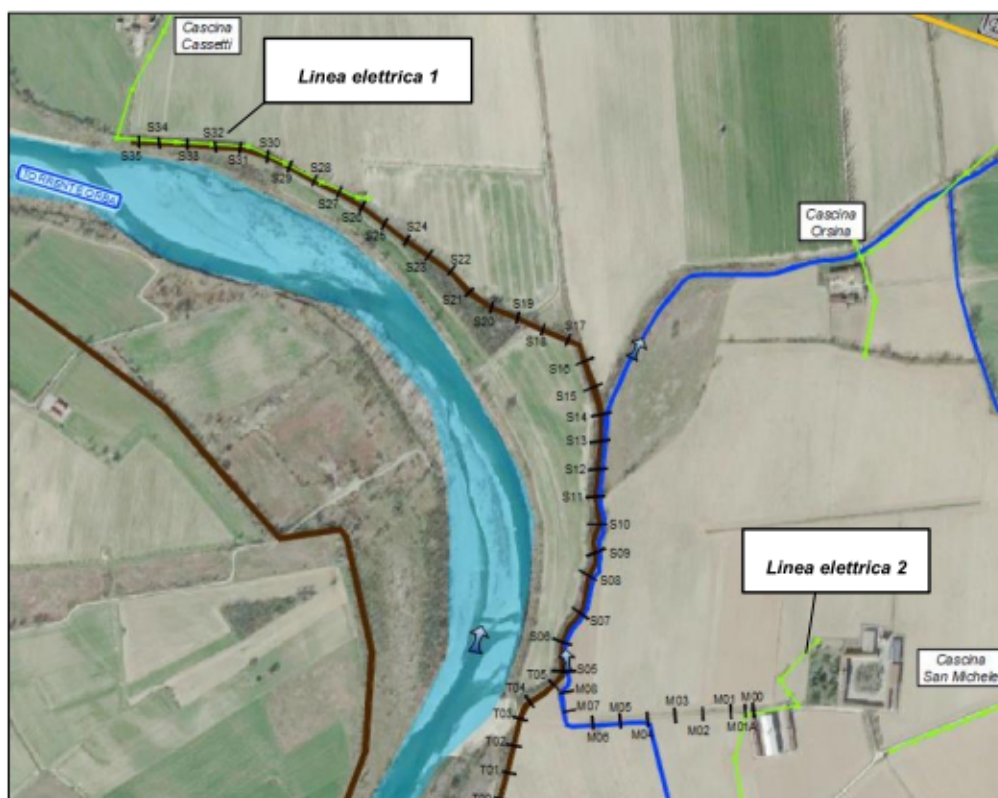 Cascina
Cassetti
Linea elettrica 1
S34
S32
S30
S35
S33
S31
S29
S28
TORRENTE ORBA
S27
S26
S25
S24
S23
S22
Cascina
Orsina
S21
S20
S19
S18
S17
S16
S15
S14
S13
S12
S11
S10
S09
S08
Linea elettrica 2
S07
S06
S05
Cascina
San Michele
T05
M08
T04
M07
M05
M03
M01
M00
T03
M06
M04
M02
M01A
T02
T01
T00